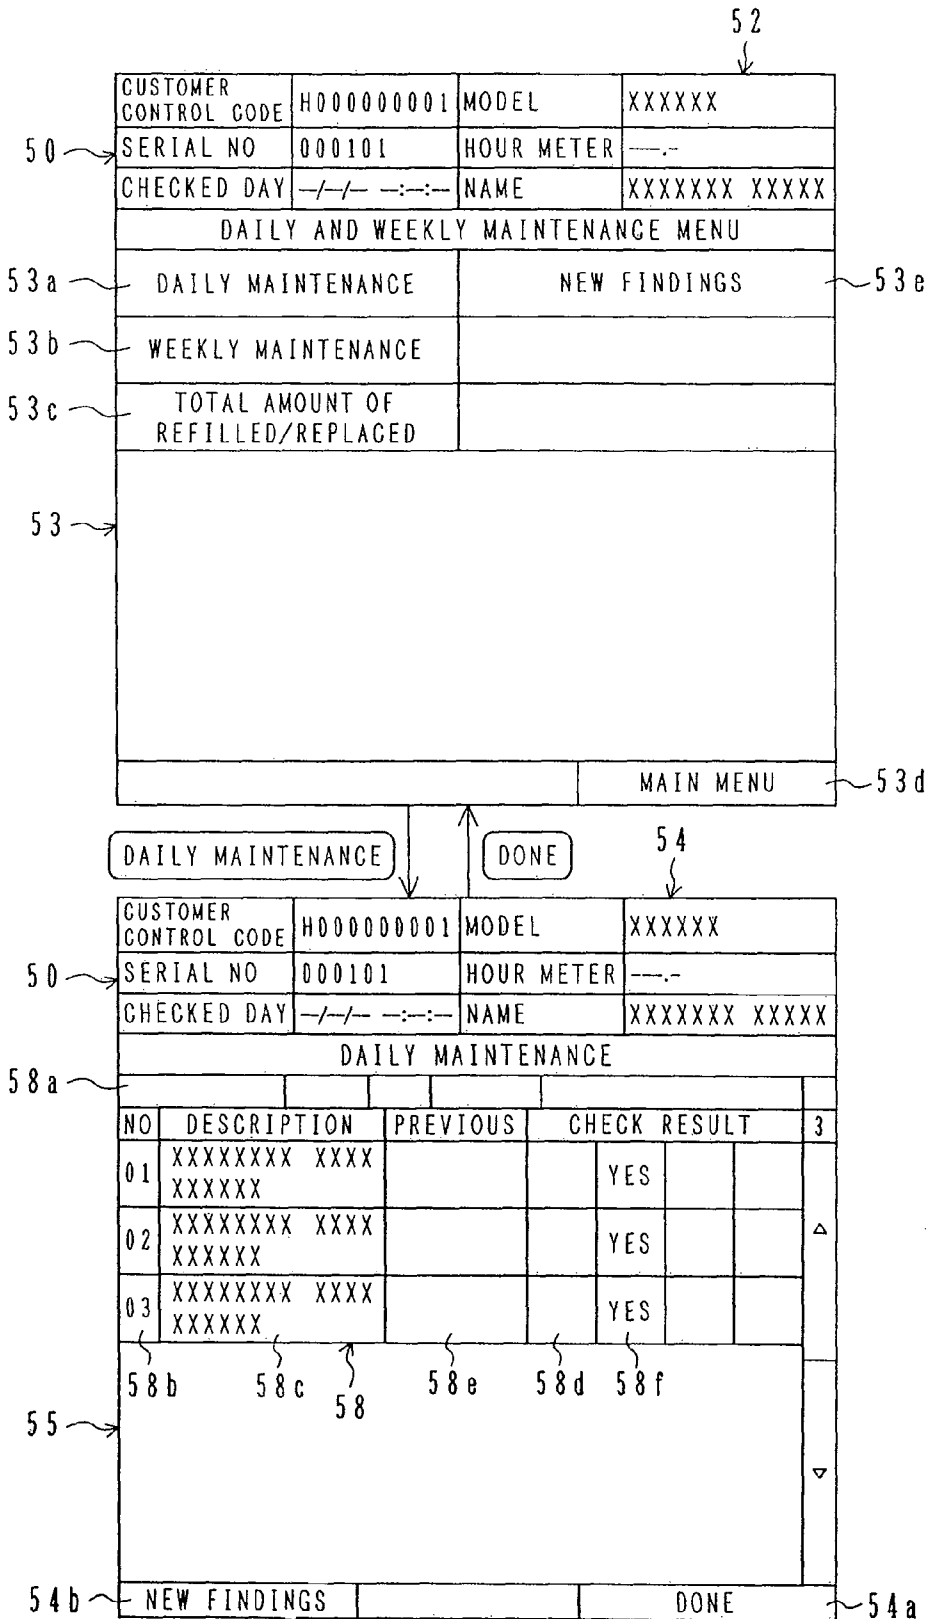 52
CUSTOMER CONTROL CODE H000000001 MODEL XXXXXX
50 SERIAL NO 000101 HOUR METER ––.-
CHECKED DAY –/–/– –:–:– NAME XXXXXXX XXXXX
DAILY AND WEEKLY MAINTENANCE MENU
53a DAILY MAINTENANCE NEW FINDINGS 53e
53b WEEKLY MAINTENANCE
53c TOTAL AMOUNT OF
REFILLED/REPLACED
53
MAIN MENU 53d
DAILY MAINTENANCE DONE 54
CUSTOMER CONTROL CODE H000000001 MODEL XXXXXX
50 SERIAL NO 000101 HOUR METER ––.-
CHECKED DAY –/–/– –:–:– NAME XXXXXXX XXXXX
DAILY MAINTENANCE
58a
NO DESCRIPTION PREVIOUS CHECK RESULT 3
01 XXXXXXXX XXXX XXXXXX YES
02 XXXXXXXX XXXX XXXXXX YES △
03 XXXXXXXX XXXX XXXXXX YES
58b 58c 58 58e 58d 58f
55
▽
54b NEW FINDINGS DONE 54a